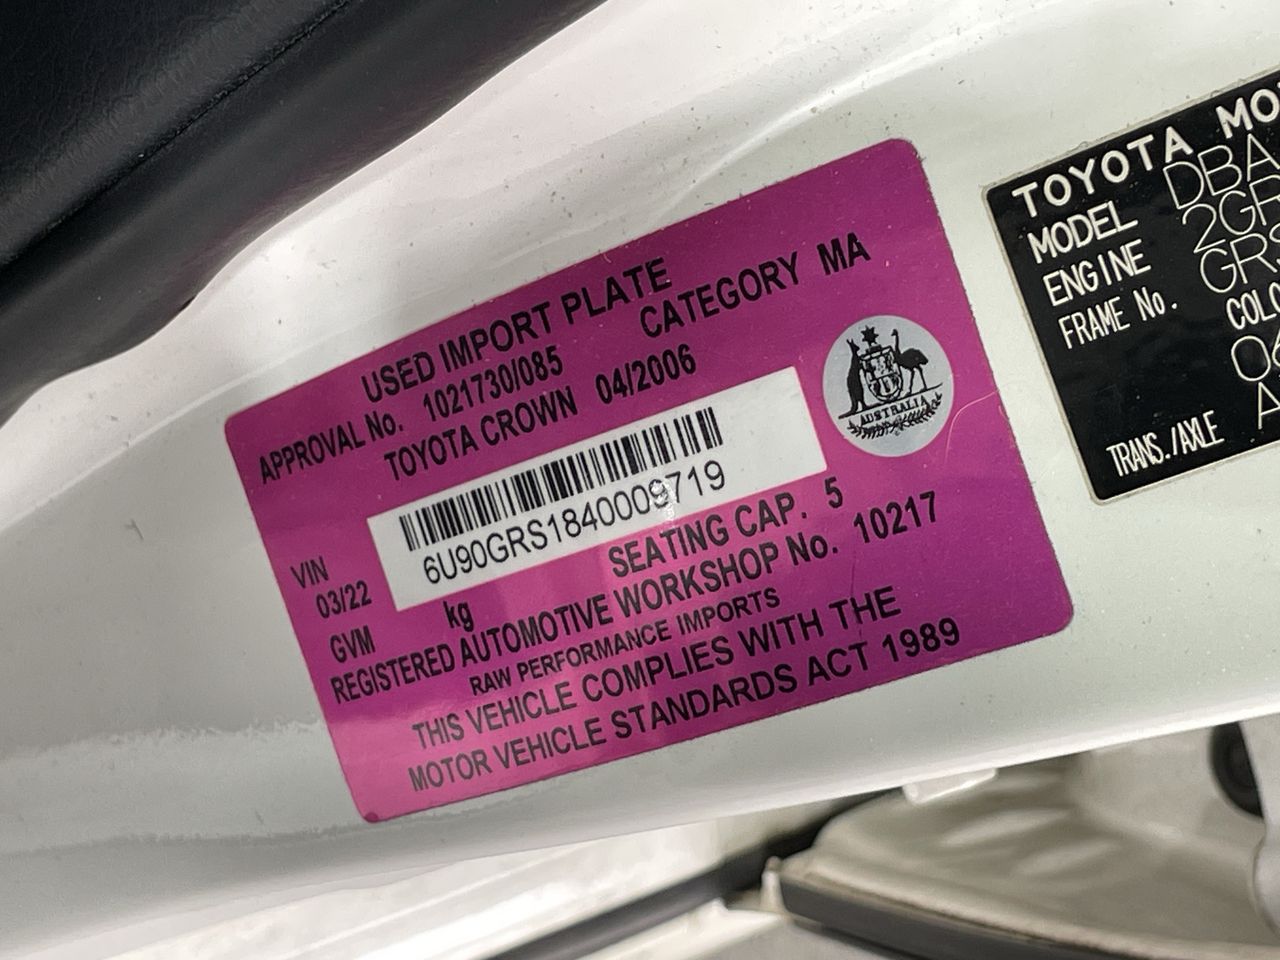 USED IMPORT PLATE
APPROVAL No. 1021730/085 CATEGORY MA
TOYOTA CROWN 04/2006
AUSTRALIA
VIN 6U90GRS1840009719
03/22
GVM kg SEATING CAP. 5
REGISTERED AUTOMOTIVE WORKSHOP No. 10217
RAW PERFORMANCE IMPORTS
THIS VEHICLE COMPLIES WITH THE
MOTOR VEHICLE STANDARDS ACT 1989
TOYOTA MO
MODEL DBA
ENGINE 2GR
FRAME No. GRS
COLO
TRANS./AXLE A